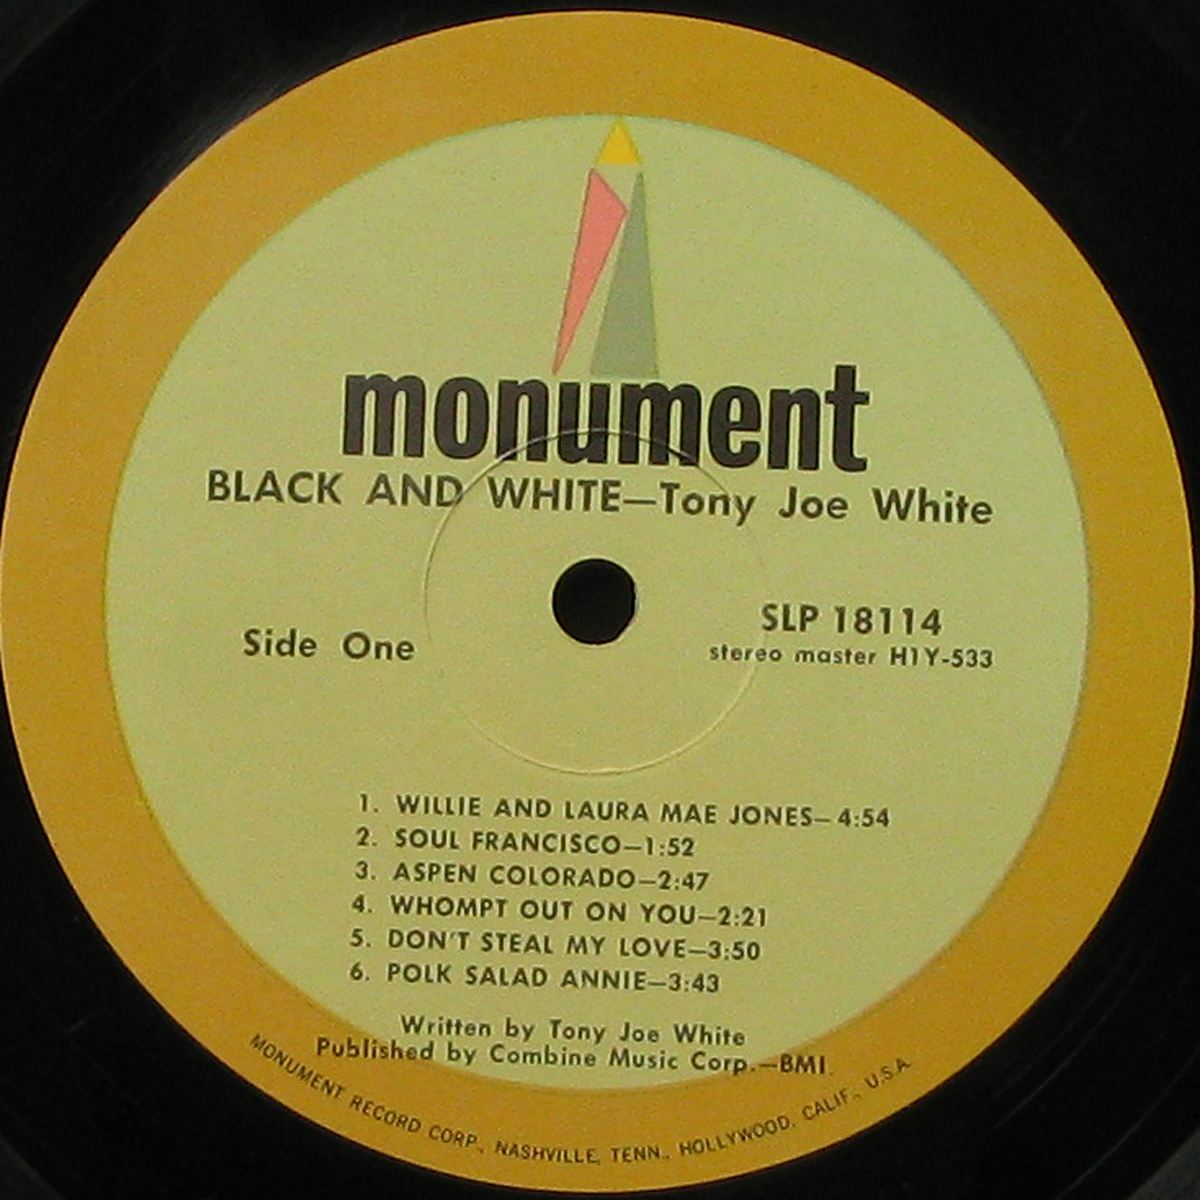 monument
BLACK AND WHITE—Tony Joe White
Side One
SLP 18114
stereo master H1Y-533
1. WILLIE AND LAURA MAE JONES—4:54
2. SOUL FRANCISCO—1:52
3. ASPEN COLORADO—2:47
4. WHOMPT OUT ON YOU—2:21
5. DON'T STEAL MY LOVE—3:50
6. POLK SALAD ANNIE—3:43
Written by Tony Joe White
Published by Combine Music Corp.—BMI
MONUMENT RECORD CORP., NASHVILLE, TENN., HOLLYWOOD, CALIF., U.S.A.